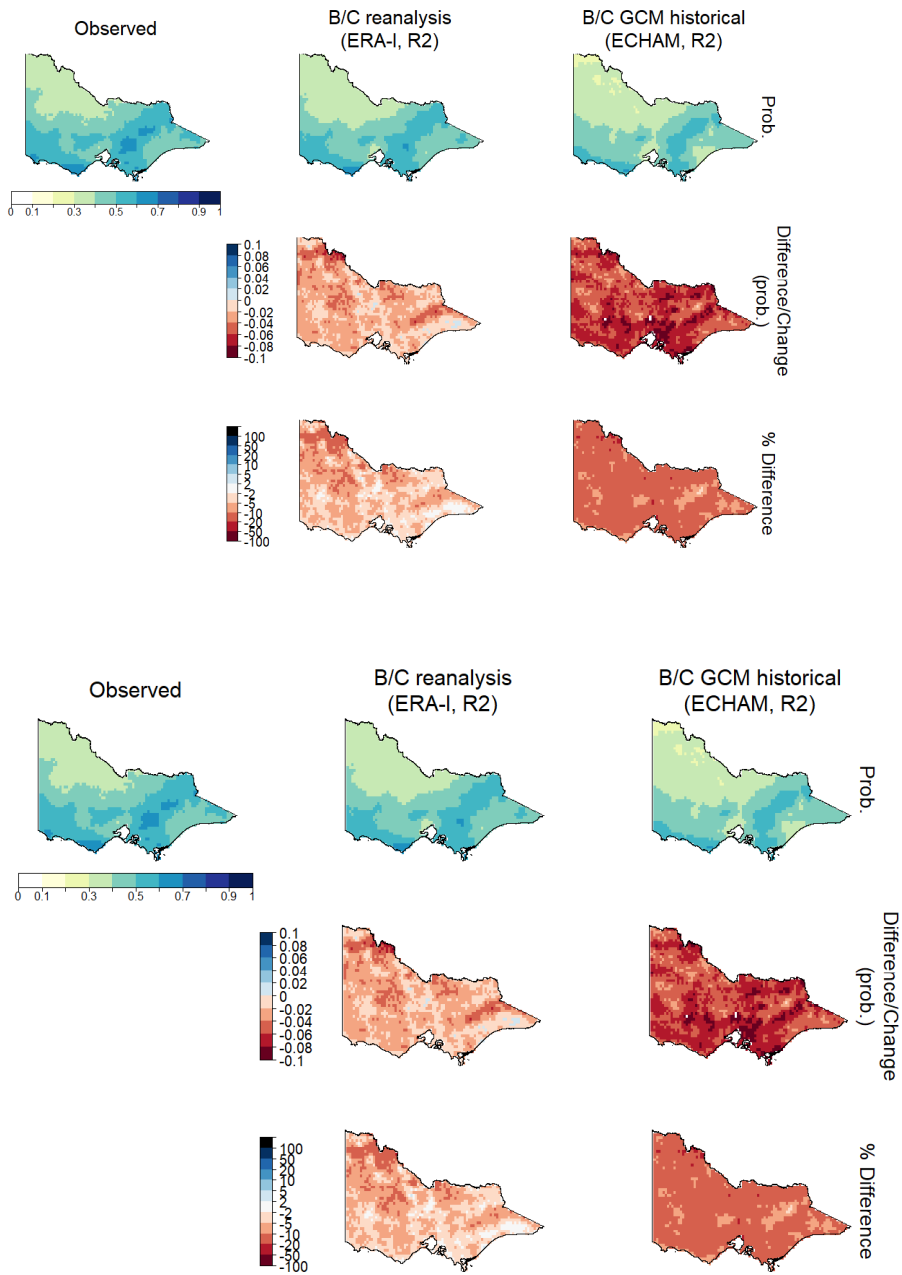 Observed
B/C reanalysis
(ERA-I, R2)
B/C GCM historical
(ECHAM, R2)
Prob.
0 0.1 0.3 0.5 0.7 0.9 1
Difference/Change
(prob.)
0.1
0.08
0.06
0.04
0.02
0
-0.02
-0.04
-0.06
-0.08
-0.1
% Difference
100
50
20
10
5
2
-2
-5
-10
-20
-50
-100
Observed
B/C reanalysis
(ERA-I, R2)
B/C GCM historical
(ECHAM, R2)
Prob.
0 0.1 0.3 0.5 0.7 0.9 1
Difference/Change
(prob.)
0.1
0.08
0.06
0.04
0.02
0
-0.02
-0.04
-0.06
-0.08
-0.1
% Difference
100
50
20
10
5
2
-2
-5
-10
-20
-50
-100